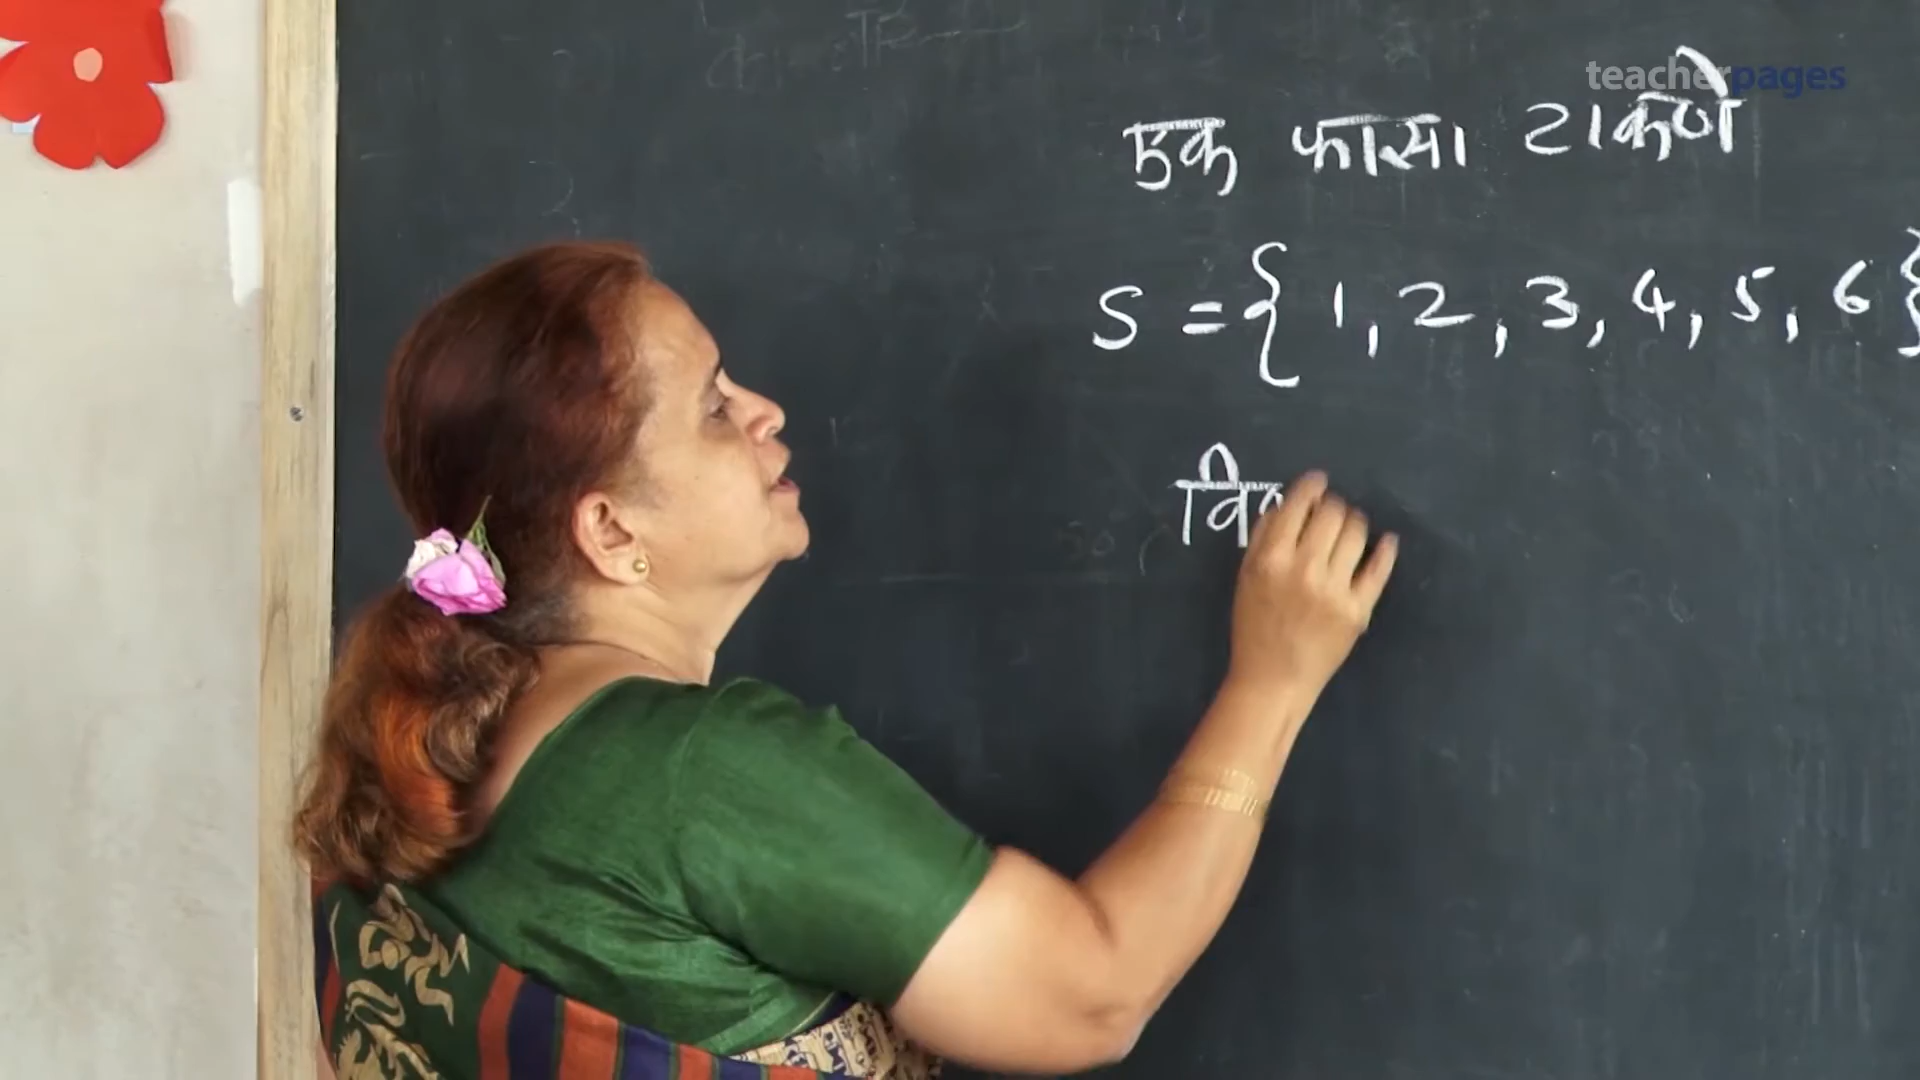 teacherpages
एक फासा टाकणे
S = { 1, 2, 3, 4, 5, 6 }